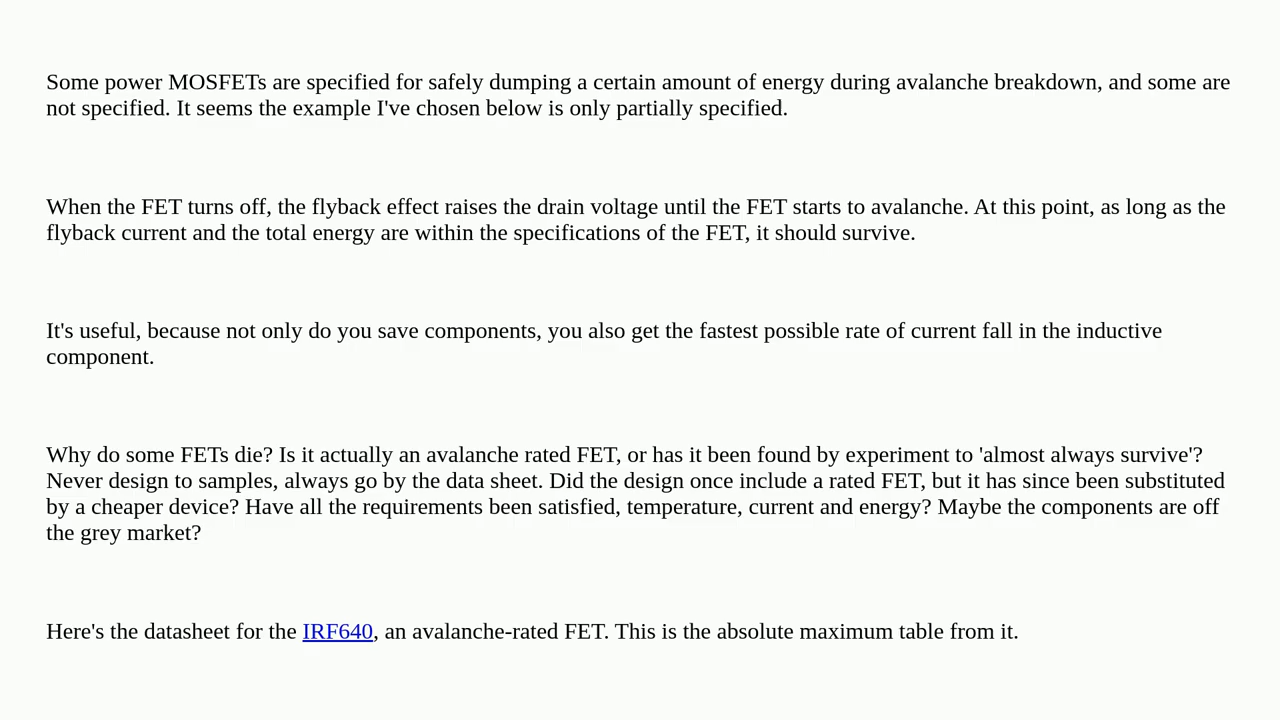 Some power MOSFETs are specified for safely dumping a certain amount of energy during avalanche breakdown, and some are
not specified. It seems the example I've chosen below is only partially specified.
When the FET turns off, the flyback effect raises the drain voltage until the FET starts to avalanche. At this point, as long as the
flyback current and the total energy are within the specifications of the FET, it should survive.
It's useful, because not only do you save components, you also get the fastest possible rate of current fall in the inductive
component.
Why do some FETs die? Is it actually an avalanche rated FET, or has it been found by experiment to 'almost always survive'?
Never design to samples, always go by the data sheet. Did the design once include a rated FET, but it has since been substituted
by a cheaper device? Have all the requirements been satisfied, temperature, current and energy? Maybe the components are off
the grey market?
Here's the datasheet for the IRF640, an avalanche-rated FET. This is the absolute maximum table from it.